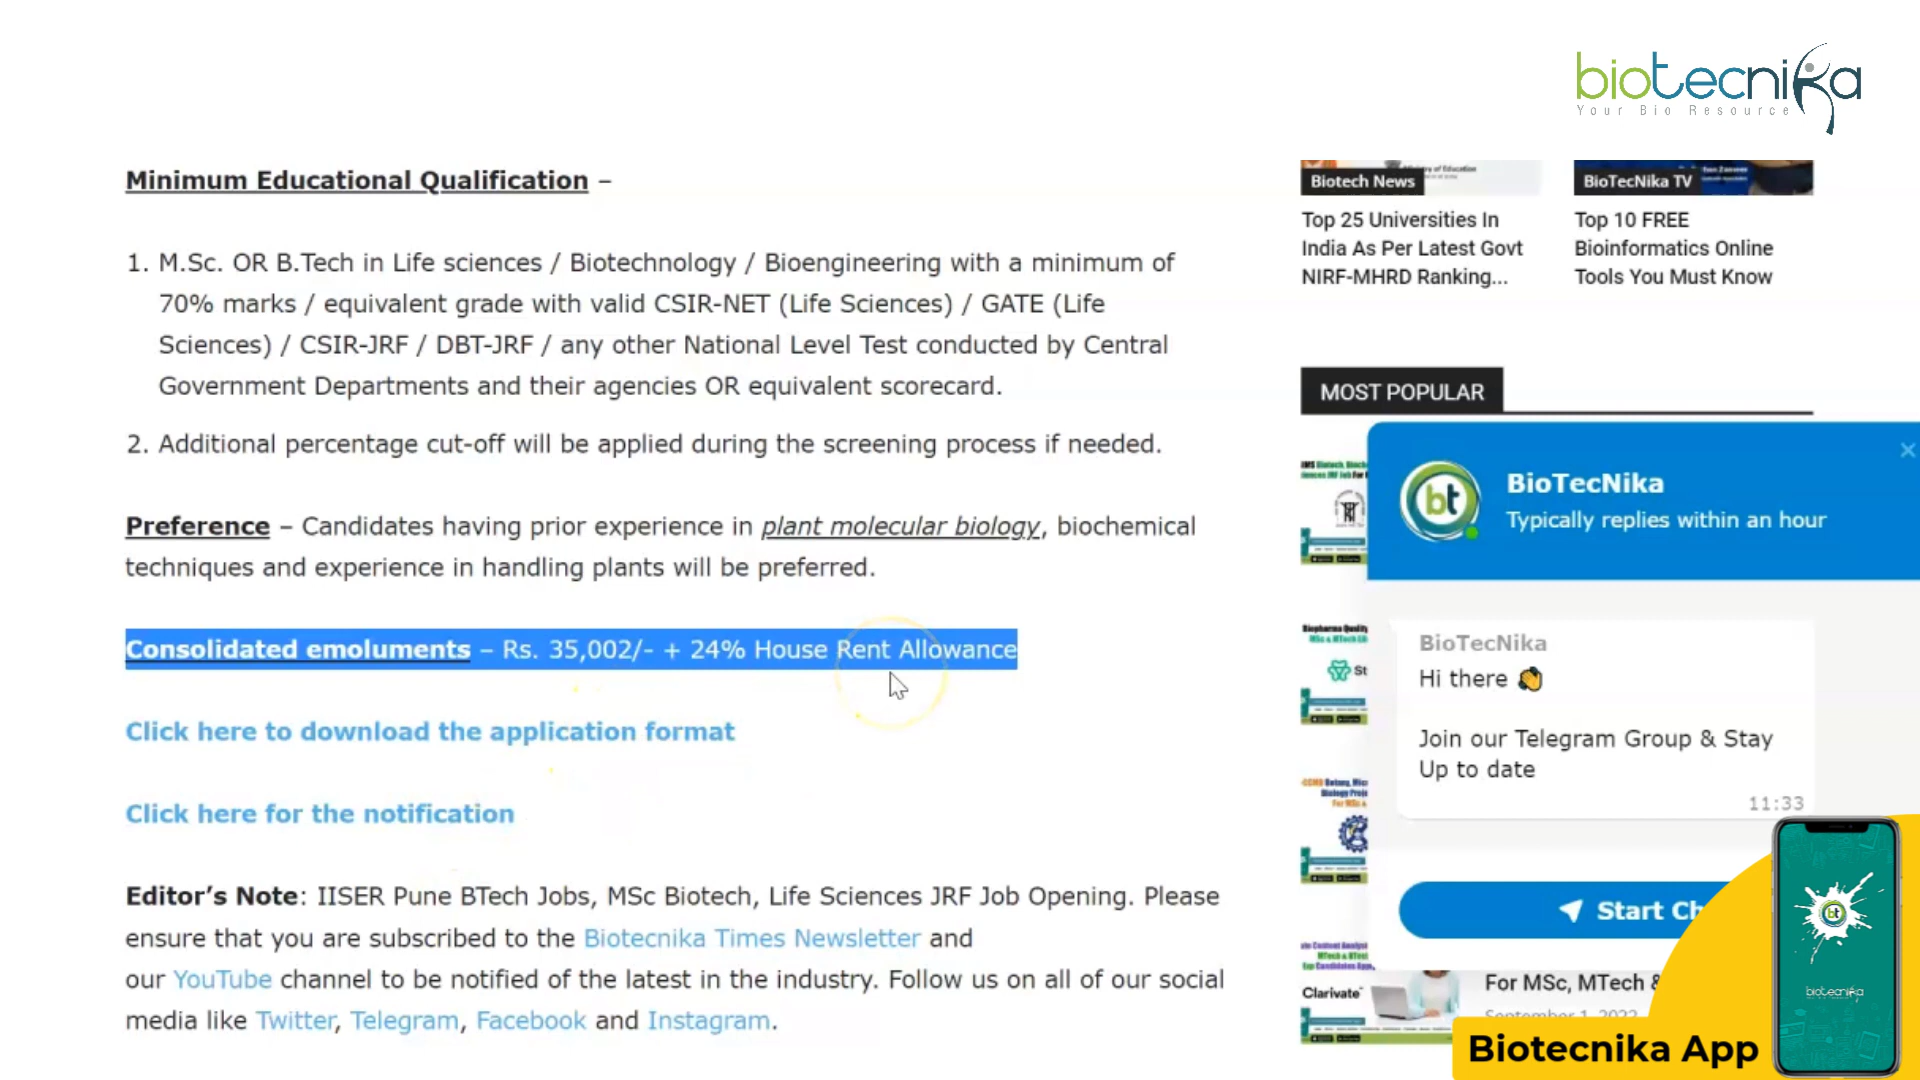 biotecnika
Your Bio Resource
Minimum Educational Qualification –
1. M.Sc. OR B.Tech in Life sciences / Biotechnology / Bioengineering with a minimum of
70% marks / equivalent grade with valid CSIR-NET (Life Sciences) / GATE (Life
Sciences) / CSIR-JRF / DBT-JRF / any other National Level Test conducted by Central
Government Departments and their agencies OR equivalent scorecard.
2. Additional percentage cut-off will be applied during the screening process if needed.
Preference – Candidates having prior experience in plant molecular biology, biochemical
techniques and experience in handling plants will be preferred.
Consolidated emoluments – Rs. 35,002/- + 24% House Rent Allowance
Click here to download the application format
Click here for the notification
Editor’s Note: IISER Pune BTech Jobs, MSc Biotech, Life Sciences JRF Job Opening. Please
ensure that you are subscribed to the Biotecnika Times Newsletter and
our YouTube channel to be notified of the latest in the industry. Follow us on all of our social
media like Twitter, Telegram, Facebook and Instagram.
Biotech News
Top 25 Universities In
India As Per Latest Govt
NIRF-MHRD Ranking...
BioTecNika TV
Top 10 FREE
Bioinformatics Online
Tools You Must Know
MOST POPULAR
bt
BioTecNika
Typically replies within an hour
BioTecNika
Hi there
Join our Telegram Group & Stay
Up to date
11:33
Start Ch
Clarivate
For MSc, MTech &
September 1, 2022
bt
biotecnika
Biotecnika App